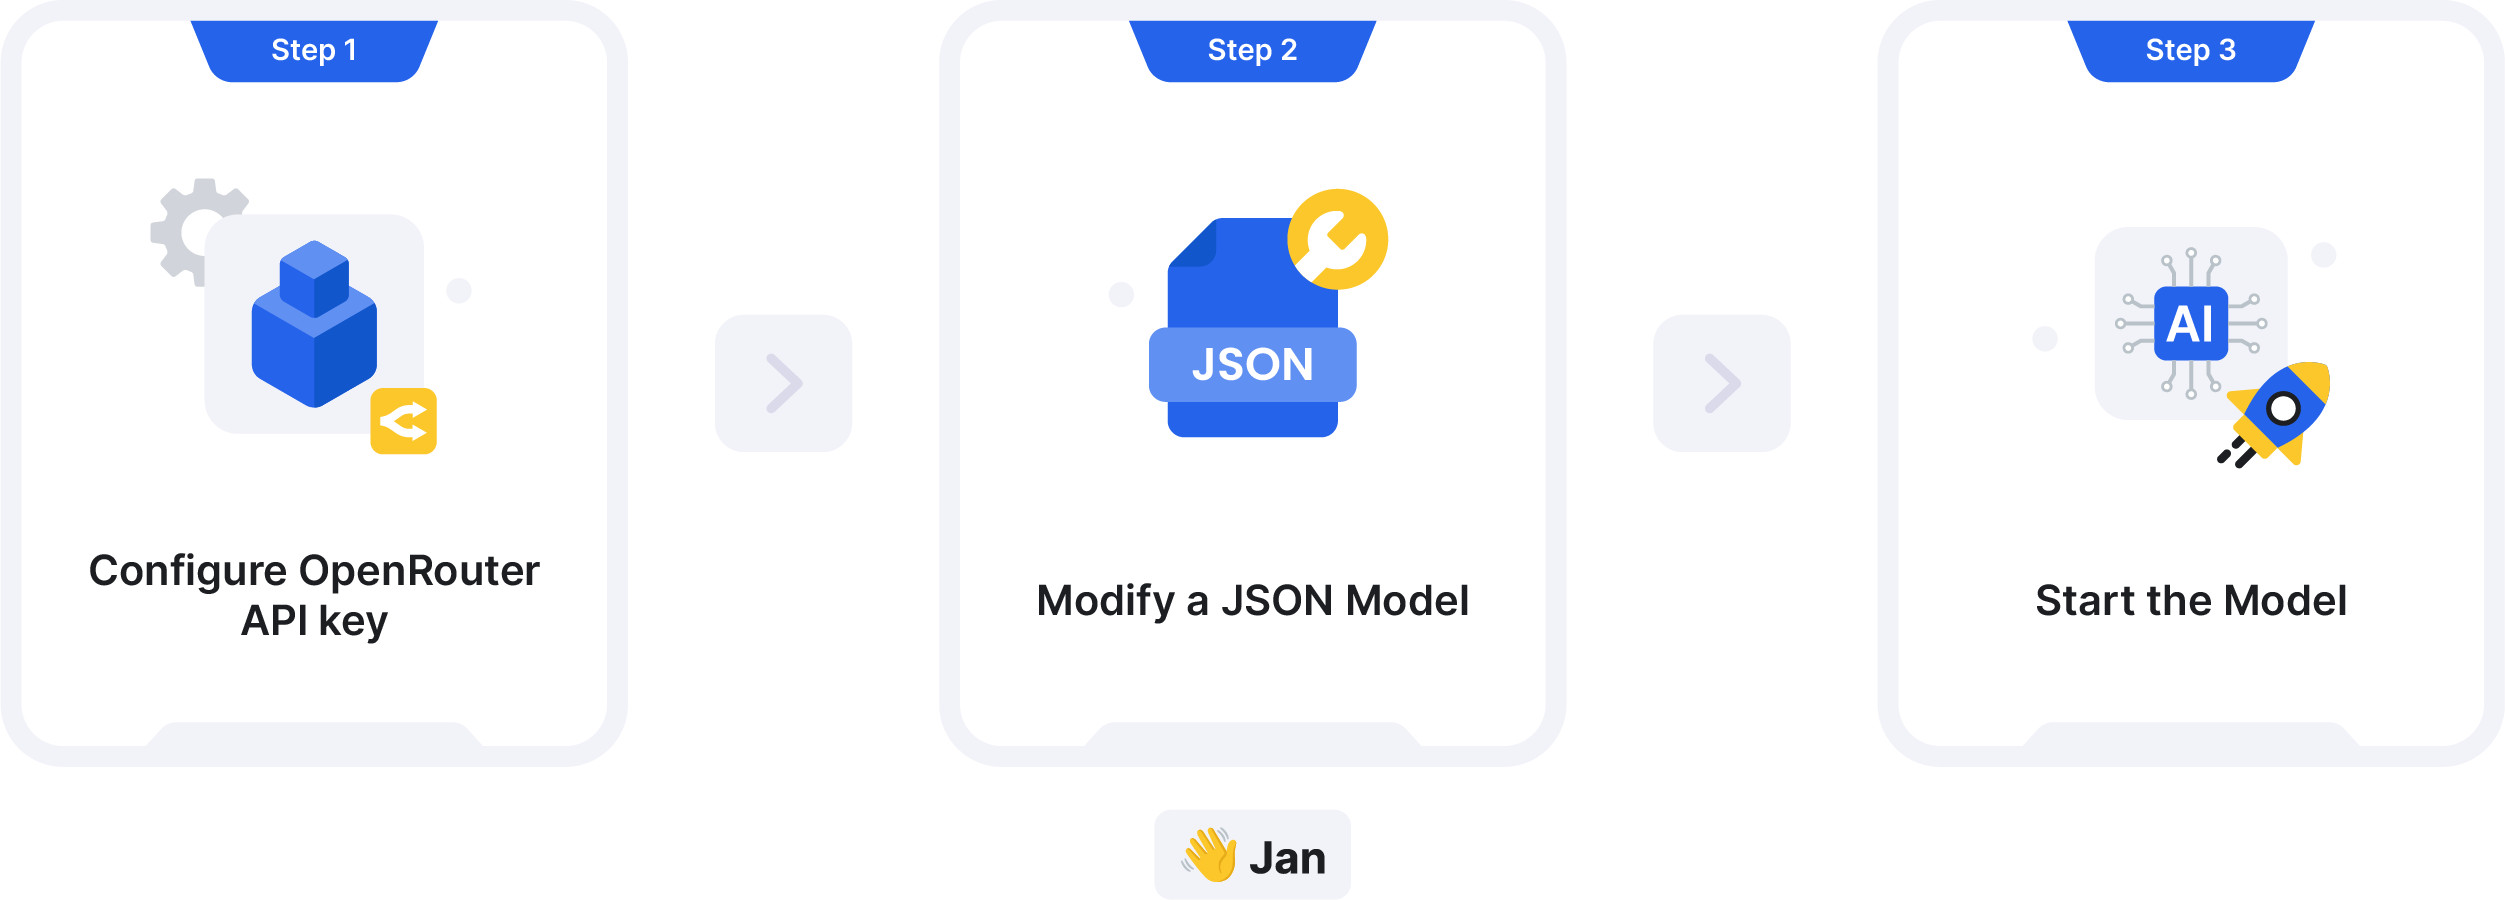 Step 1
Configure OpenRouter
API key
Step 2
JSON
Modify a JSON Model
Step 3
AI
Start the Model
👋 Jan